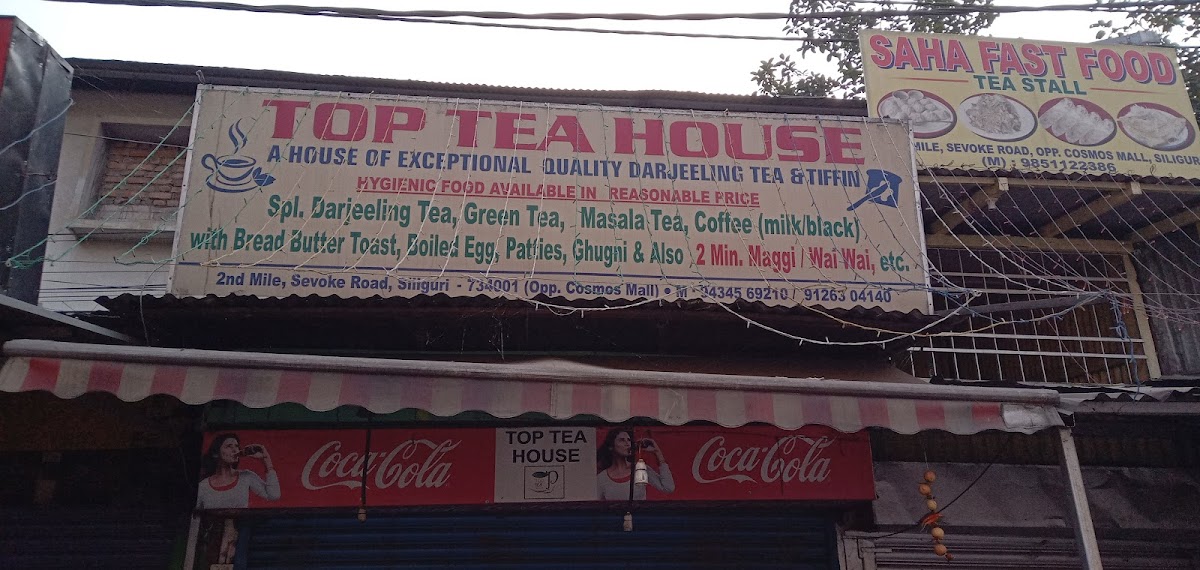 TOP TEA HOUSE
A HOUSE OF EXCEPTIONAL QUALITY DARJEELING TEA & TIFFIN
HYGIENIC FOOD AVAILABLE IN REASONABLE PRICE
Spl. Darjeeling Tea, Green Tea, Masala Tea, Coffee (milk/black)
with Bread Butter Toast, Boiled Egg, Patties, Ghugni & Also 2 Min. Maggi / Wai Wai, etc.
2nd Mile, Sevoke Road, Siliguri - 734001 (Opp. Cosmos Mall) • M - 94345 69210 / 91263 04140
SAHA FAST FOOD
TEA STALL
MILE, SEVOKE ROAD, OPP. COSMOS MALL, SILIGUR
(M) : 9851122386
Coca-Cola
TOP TEA
HOUSE
Coca-Cola